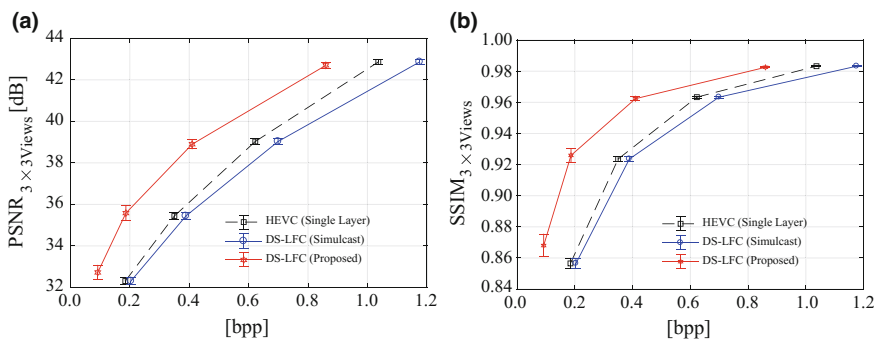 (a)
44
42
40
38
36
34
32
PSNR3×3Views [dB]
0.0 0.2 0.4 0.6 0.8 1.0 1.2
[bpp]
HEVC (Single Layer)
DS-LFC (Simulcast)
DS-LFC (Proposed)
(b)
1.00
0.98
0.96
0.94
0.92
0.90
0.88
0.86
0.84
SSIM3×3Views
0.0 0.2 0.4 0.6 0.8 1.0 1.2
[bpp]
HEVC (Single Layer)
DS-LFC (Simulcast)
DS-LFC (Proposed)